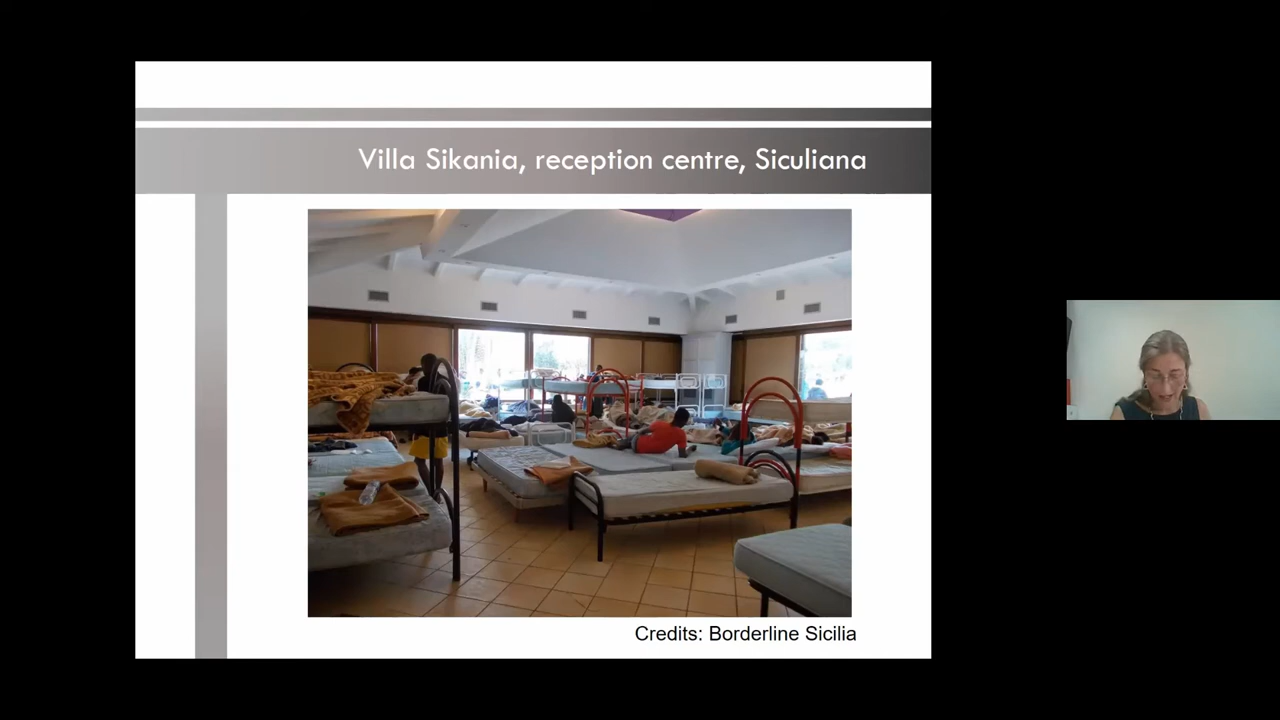 Villa Sikania, reception centre, Siculiana
Credits: Borderline Sicilia